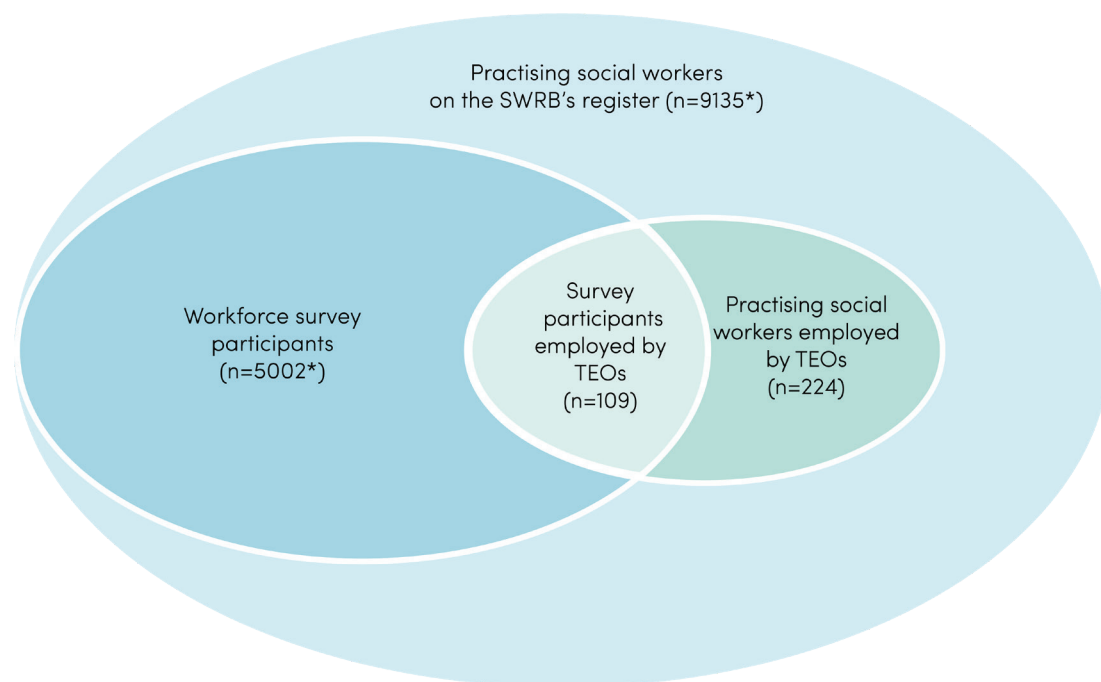 Practising social workers
on the SWRB's register (n=9135*)
Workforce survey
participants
(n=5002*)
Survey
participants
employed by
TEOs
(n=109)
Practising social
workers employed
by TEOs
(n=224)